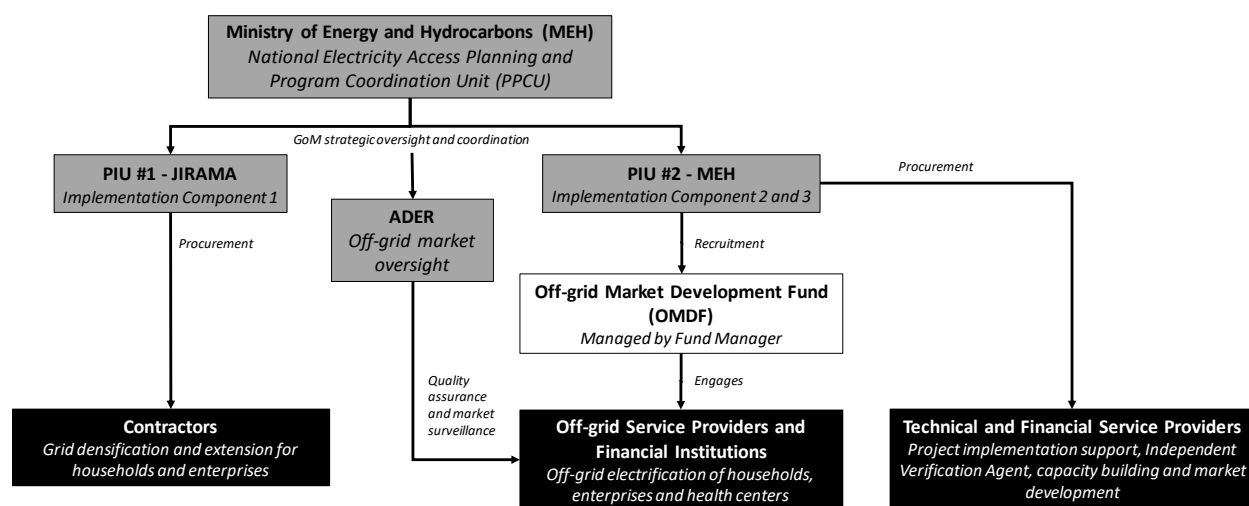 Ministry of Energy and Hydrocarbons (MEH)
National Electricity Access Planning and
Program Coordination Unit (PPCU)
GoM strategic oversight and coordination
PIU #1 - JIRAMA
Implementation Component 1
PIU #2 - MEH
Implementation Component 2 and 3
Procurement
ADER
Off-grid market
oversight
Procurement
Recruitment
Off-grid Market Development Fund
(OMDF)
Managed by Fund Manager
Quality
assurance
and market
surveillance
Engages
Contractors
Grid densification and extension for
households and enterprises
Off-grid Service Providers and
Financial Institutions
Off-grid electrification of households,
enterprises and health centers
Technical and Financial Service Providers
Project implementation support, Independent
Verification Agent, capacity building and market
development